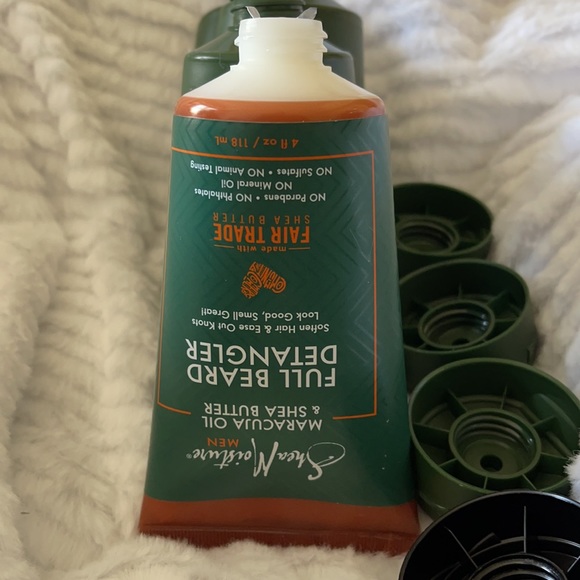 SheaMoisture®
MEN
MARACUJA OIL
& SHEA BUTTER
FULL BEARD
DETANGLER
Soften Hair & Ease Out Knots
Look Good, Smell Great!
made with
FAIR TRADE
SHEA BUTTER
NO Parabens • NO Phthalates
NO Mineral Oil
NO Sulfates • NO Animal Testing
4 fl oz / 118 mL